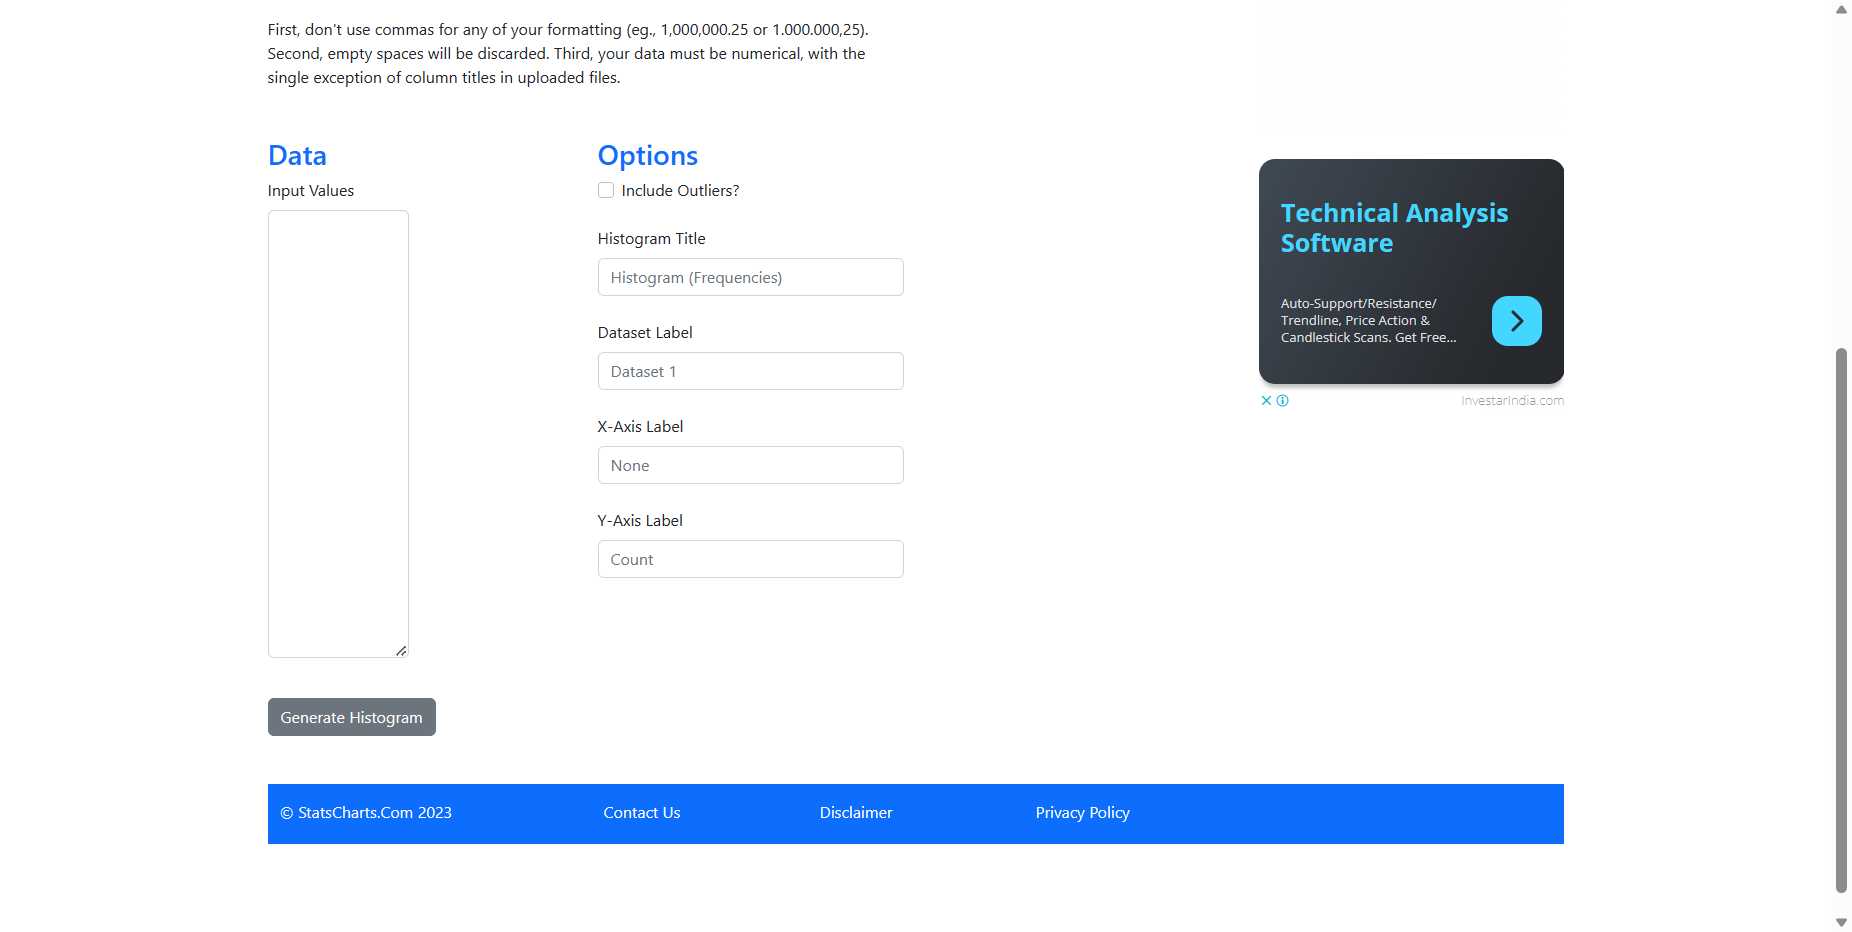 First, don't use commas for any of your formatting (eg., 1,000,000.25 or 1.000.000,25).
Second, empty spaces will be discarded. Third, your data must be numerical, with the
single exception of column titles in uploaded files.
Data
Input Values
Generate Histogram
Options
Include Outliers?
Histogram Title
Histogram (Frequencies)
Dataset Label
Dataset 1
X-Axis Label
None
Y-Axis Label
Count
Technical Analysis
Software
Auto-Support/Resistance/
Trendline, Price Action &
Candlestick Scans. Get Free...
investarindia.com
© StatsCharts.Com 2023
Contact Us
Disclaimer
Privacy Policy